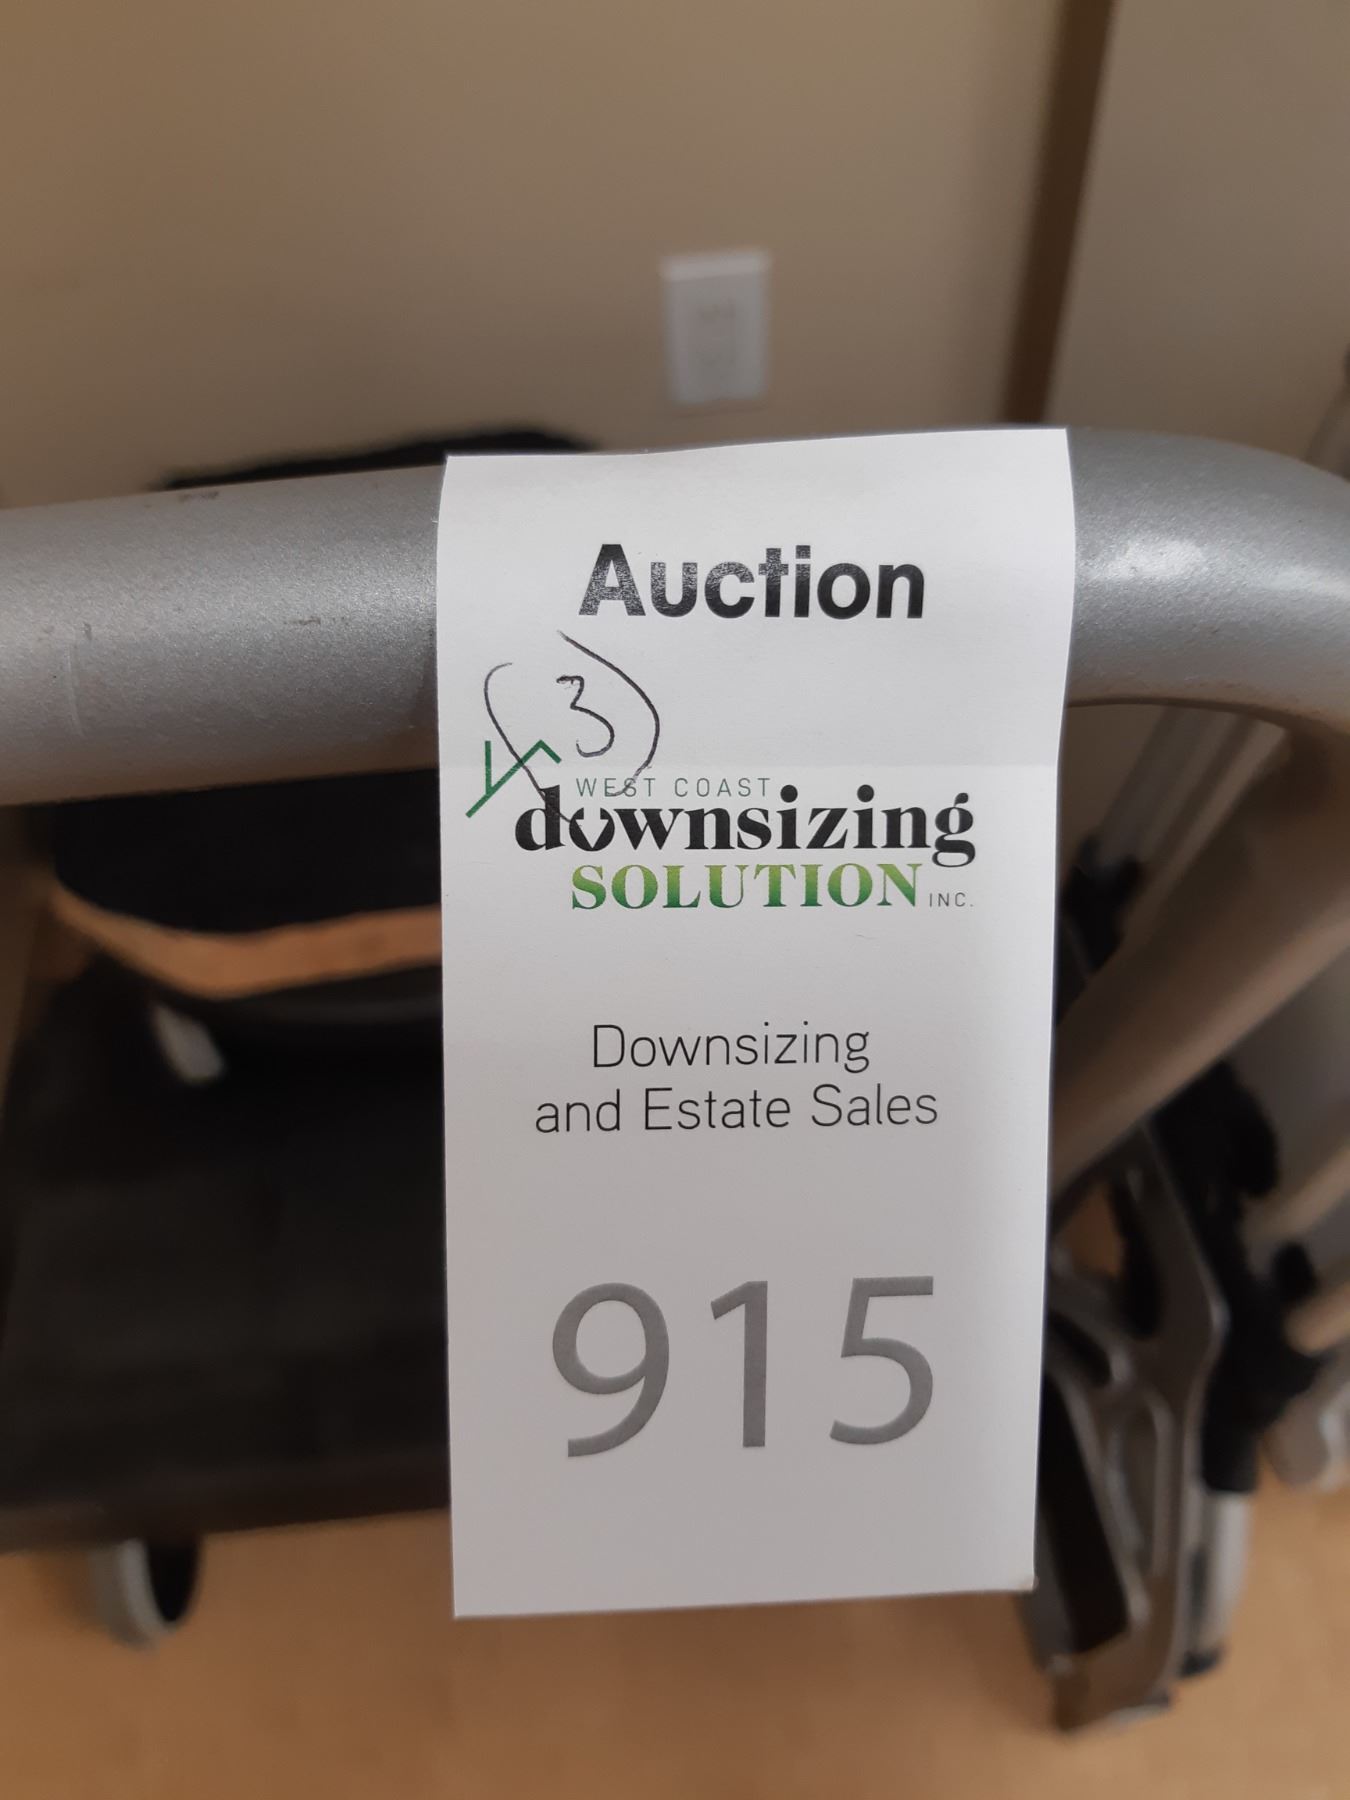 Auction
3
WEST COAST
downsizing
SOLUTION INC.
Downsizing
and Estate Sales
915